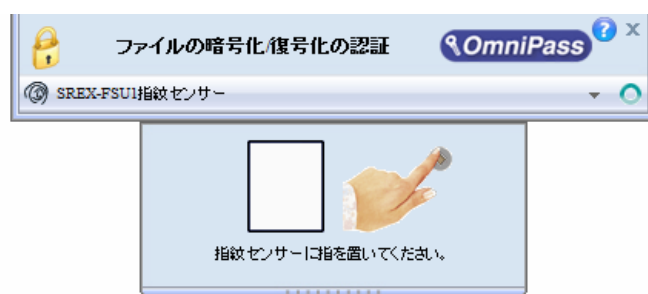 ファイルの暗号化/復号化の認証
OmniPass
?
x
SREX-FSU1指紋センサー
指紋センサーに指を置いてください。